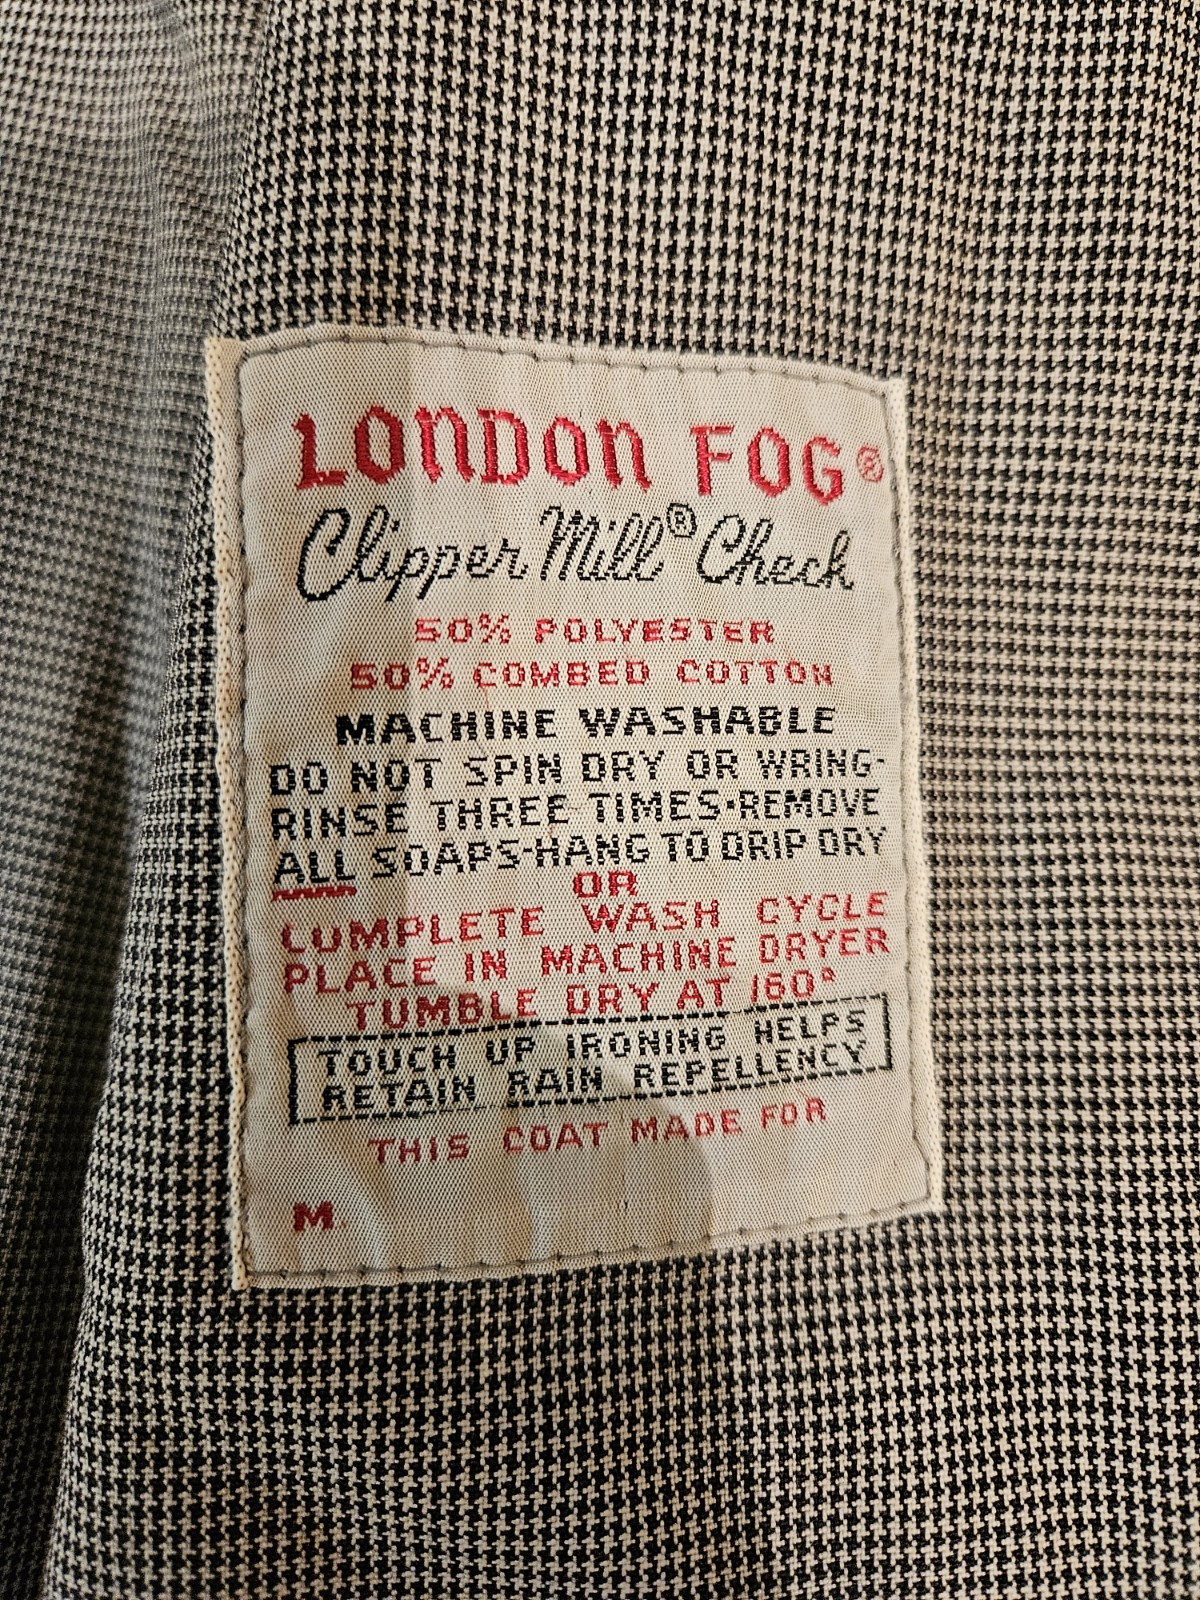 LONDON FOG®
Clipper Mill® Check
50% POLYESTER
50% COMBED COTTON
MACHINE WASHABLE
DO NOT SPIN DRY OR WRING-
RINSE THREE TIMES·REMOVE
ALL SOAPS-HANG TO DRIP DRY
OR
COMPLETE WASH CYCLE
PLACE IN MACHINE DRYER
TUMBLE DRY AT 160°
TOUCH UP IRONING HELPS
RETAIN RAIN REPELLENCY
THIS COAT MADE FOR
M.